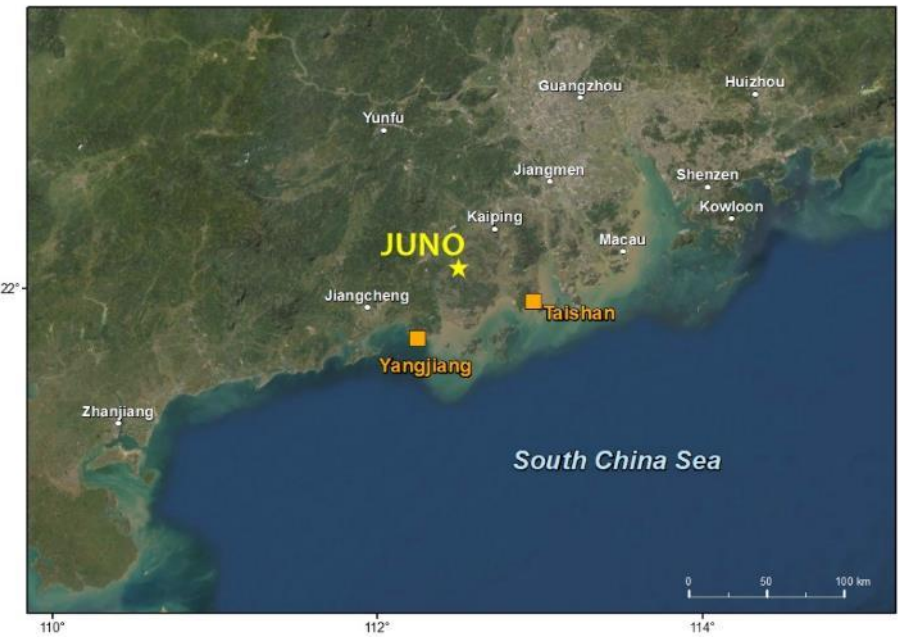 Guangzhou
Huizhou
Yunfu
Jiangmen
Shenzen
Kaiping
Kowloon
JUNO
Macau
22°
Jiangcheng
Taishan
Yangjiang
Zhanjiang
South China Sea
0 50 100 km
110° 112° 114°